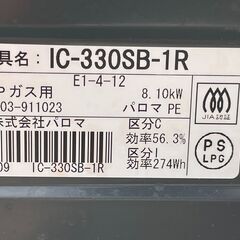 具名：IC-330SB-1R
E1-4-12
Pガス用 8.10kW
03-911023 パロマ PE
株式会社パロマ 区分C
効率56.3%
区分I
09 IC-330SB-1R 効率274Wh
JIA認証
PS
LPG